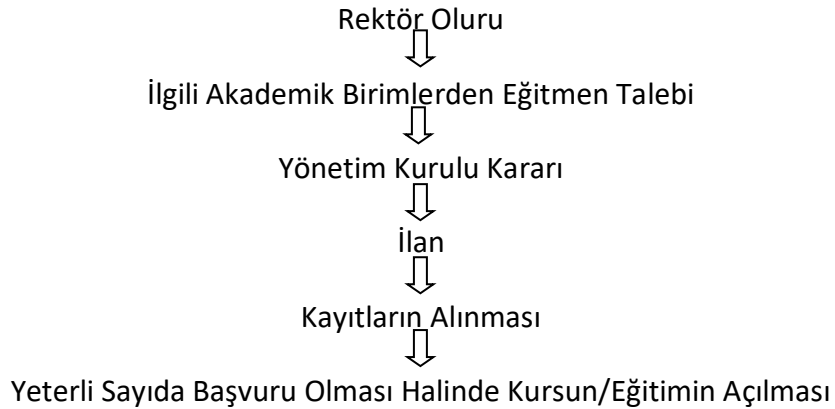 Rektör Oluru
İlgili Akademik Birimlerden Eğitmen Talebi
Yönetim Kurulu Kararı
İlan
Kayıtların Alınması
Yeterli Sayıda Başvuru Olması Halinde Kursun/Eğitimin Açılması